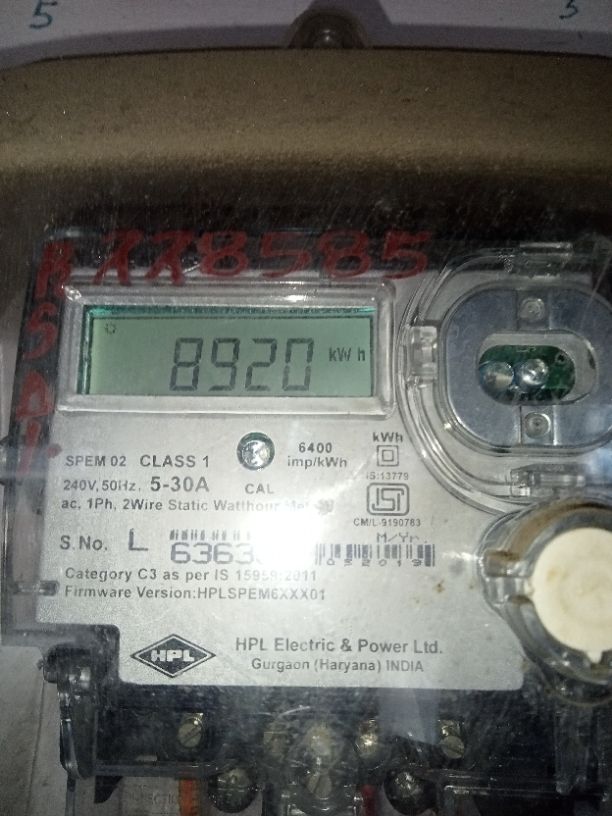 5 3
778585
8920 kWh
SPEM 02 CLASS 1
6400
imp/kWh
kWh
IS:13779
240V, 50Hz. 5-30A
CAL
ac. 1Ph, 2Wire Static Watthour
CM/L-9190783
S. No. L
M/Yr.
032019
Category C3 as per IS 15959:2011
Firmware Version:HPLSPEM6XXX01
HPL
HPL Electric & Power Ltd.
Gurgaon (Haryana) INDIA